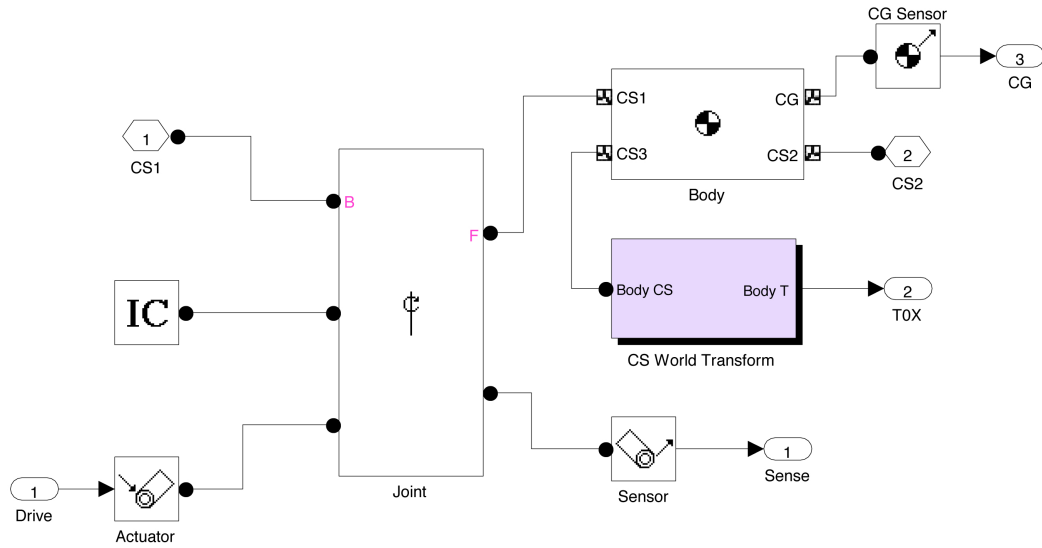 CG Sensor
3
CG
CS1
CG
1
CS1
CS3
CS2
2
CS2
Body
B
F
IC
Body CS
Body T
2
T0X
CS World Transform
1
Sense
Sensor
Joint
1
Drive
Actuator